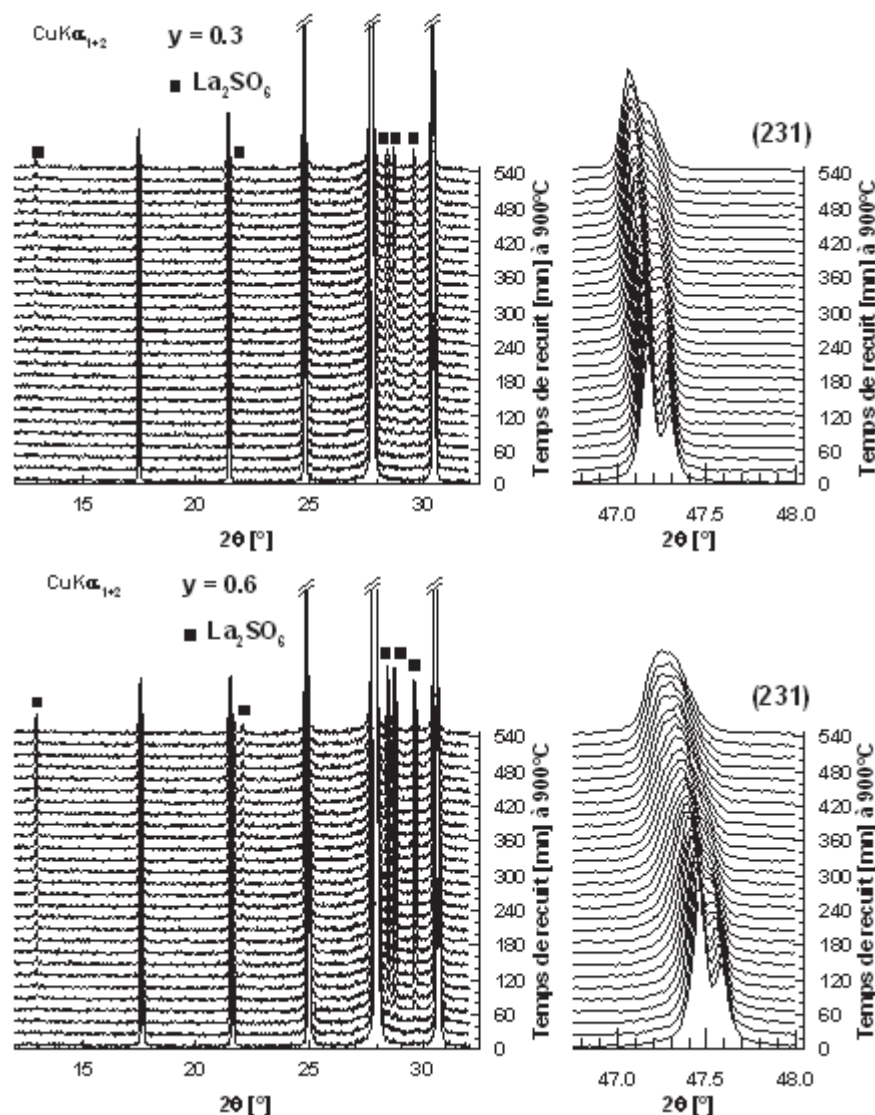 CuKα₁₊₂ y = 0.3
■ La₂SO₆
(231)
540
480
420
360
300
240
180
120
60
0
Temps de recuit [mn] à 900°C
540
480
420
360
300
240
180
120
60
0
Temps de recuit [mn] à 900°C
15 20 25 30
2θ [°]
47.0 47.5 48.0
2θ [°]
CuKα₁₊₂ y = 0.6
■ La₂SO₆
(231)
540
480
420
360
300
240
180
120
60
0
Temps de recuit [mn] à 900°C
540
480
420
360
300
240
180
120
60
0
Temps de recuit [mn] à 900°C
15 20 25 30
2θ [°]
47.0 47.5 48.0
2θ [°]